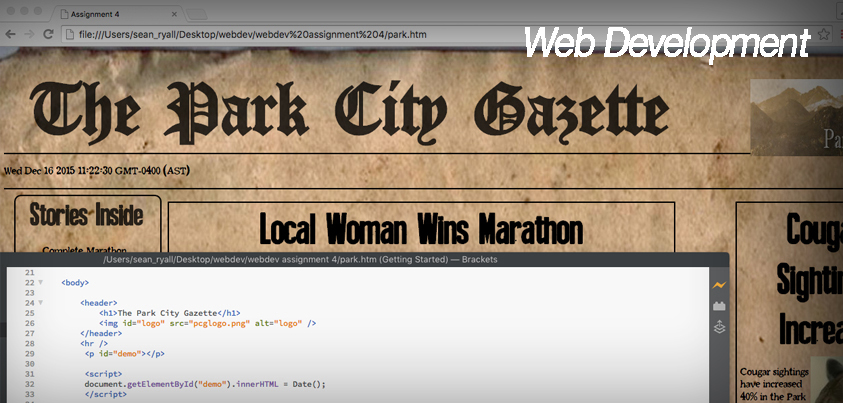 Assignment 4
file:///Users/sean_ryall/Desktop/webdev/webdev%20assignment%204/park.htm
Web Development
The Park City Gazette
Wed Dec 16 2015 11:22:30 GMT-0400 (AST)
Stories Inside
Complete Marathon
Local Woman Wins Marathon
Couga
Sightin
Increa
Cougar sightings
have increased
40% in the Park
/Users/sean_ryall/Desktop/webdev/webdev assignment 4/park.htm (Getting Started) — Brackets
21
22 <body>
23
24 <header>
25 <h1>The Park City Gazette</h1>
26 <img id="logo" src="pcglogo.png" alt="logo" />
27 </header>
28 <hr />
29 <p id="demo"></p>
30
31 <script>
32 document.getElementById("demo").innerHTML = Date();
33 </script>